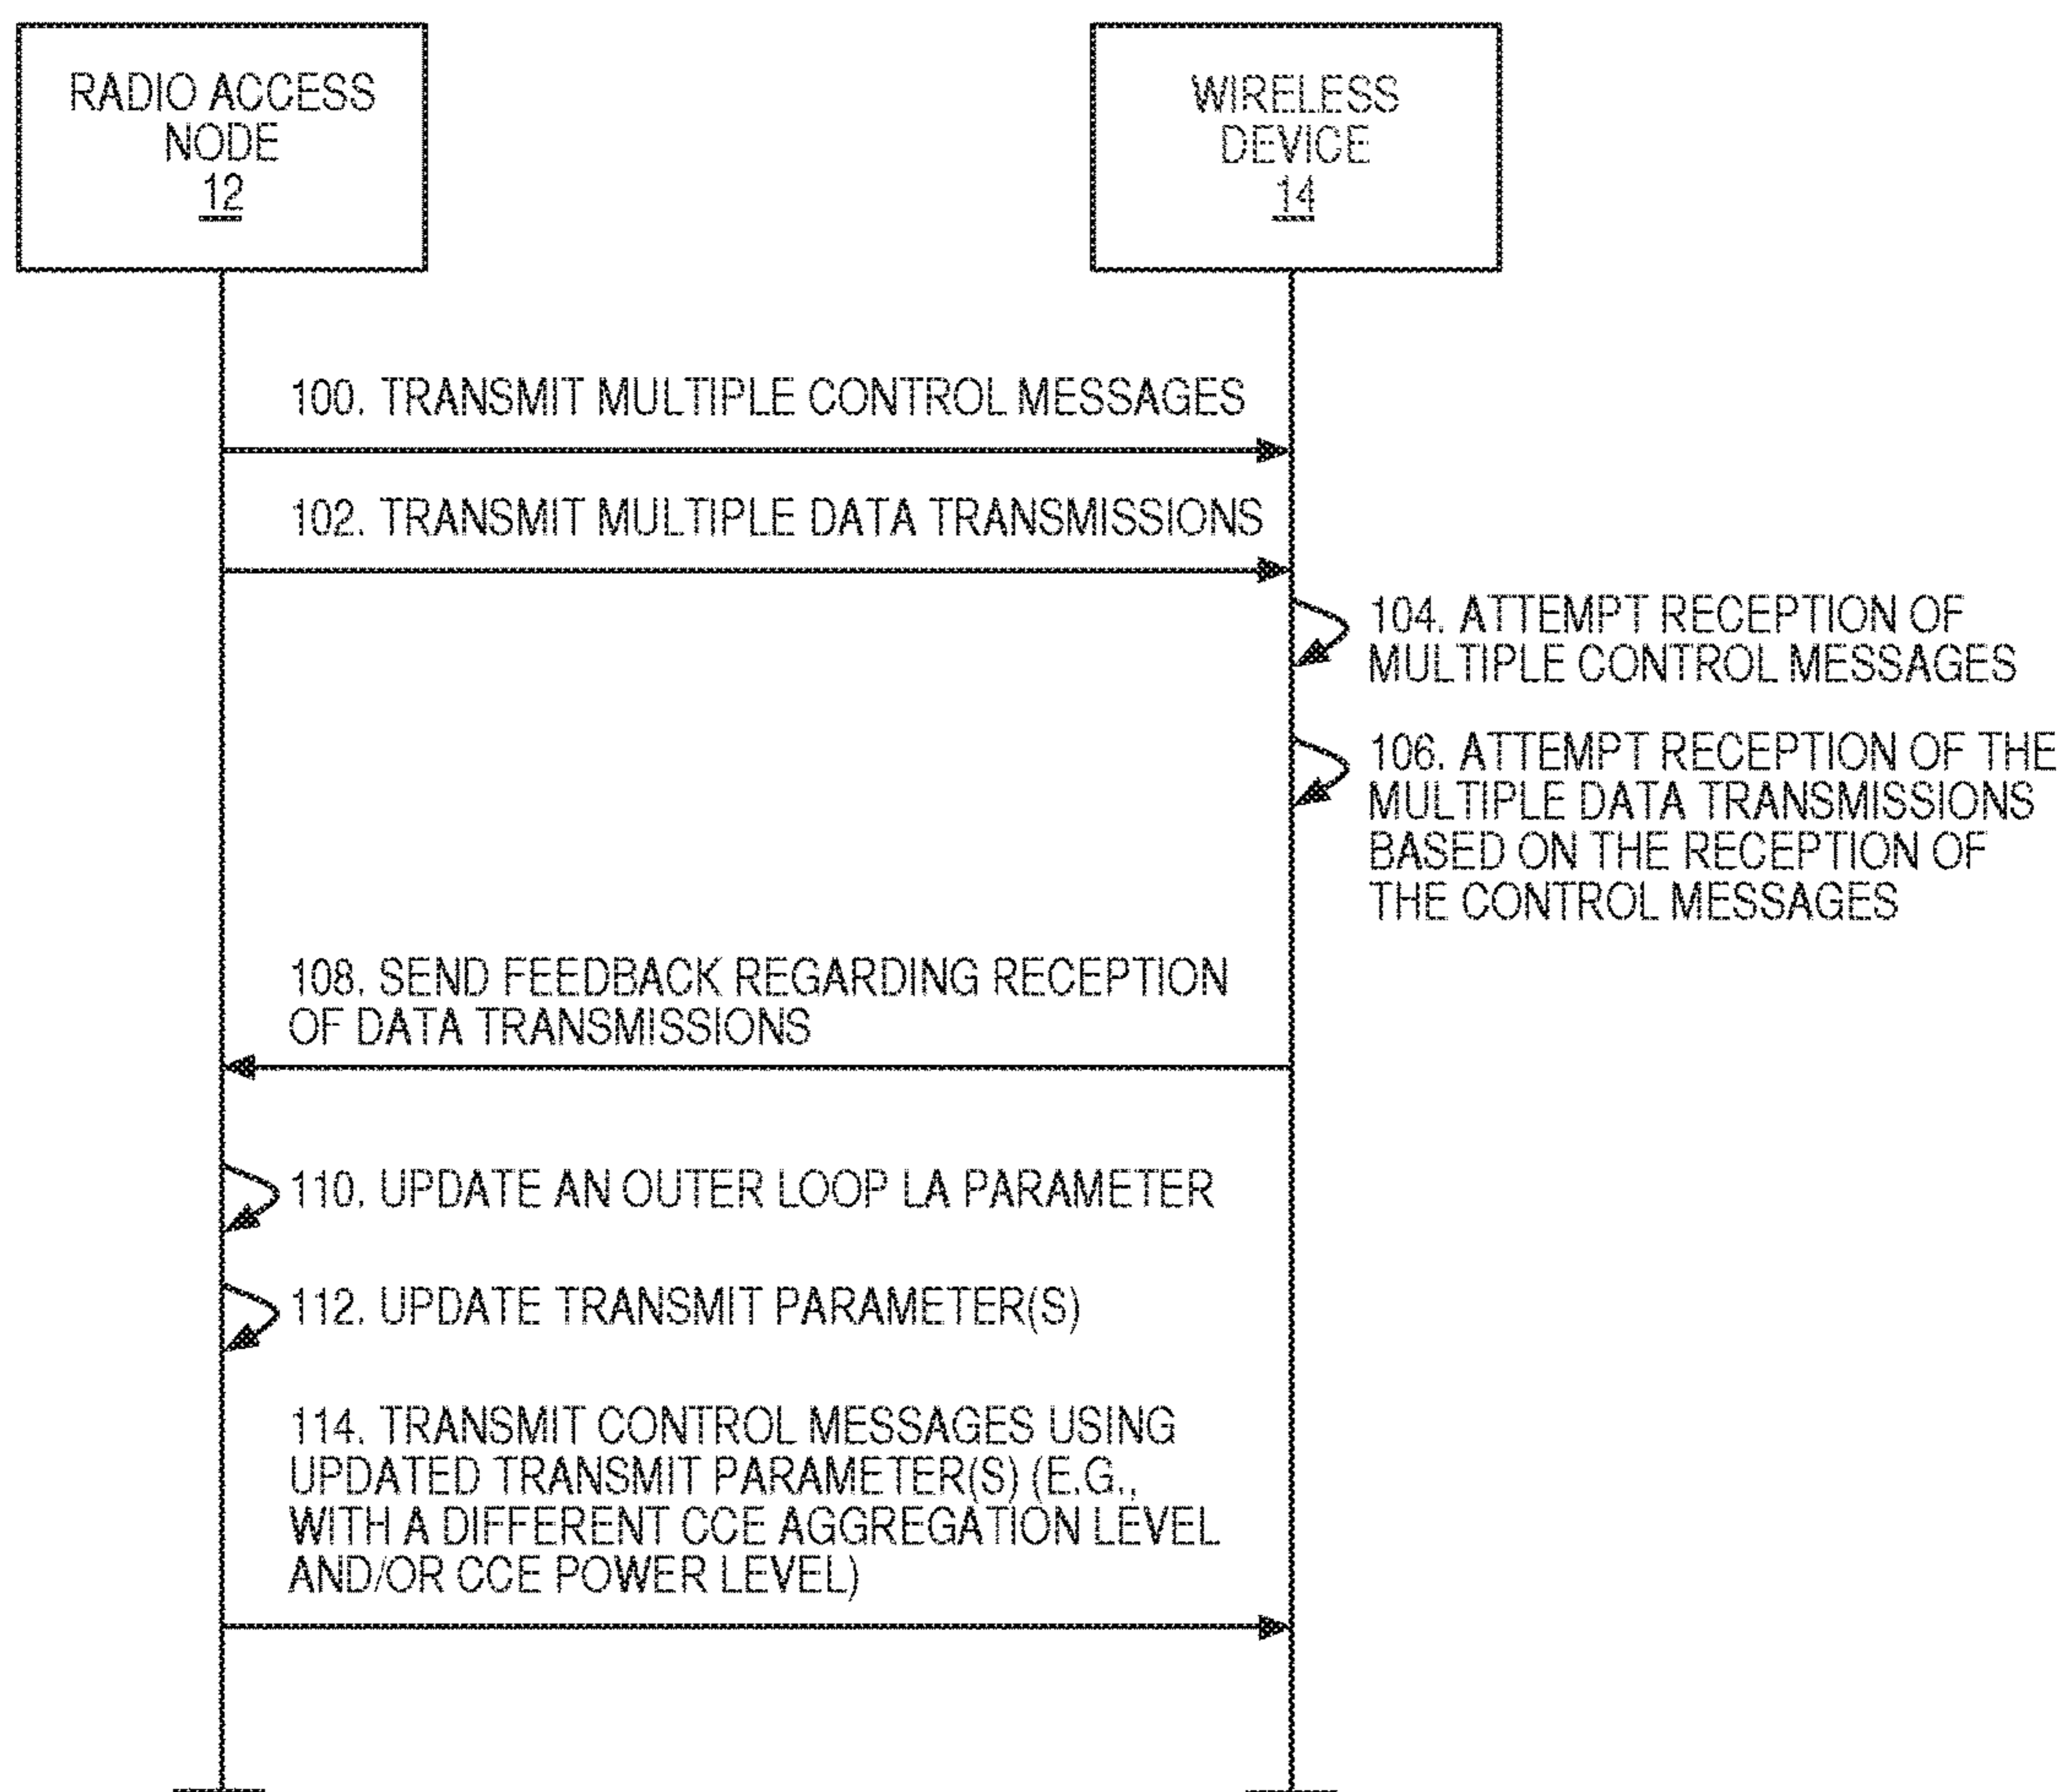 RADIO ACCESS
NODE
12
WIRELESS
DEVICE
14
100. TRANSMIT MULTIPLE CONTROL MESSAGES
102. TRANSMIT MULTIPLE DATA TRANSMISSIONS
104. ATTEMPT RECEPTION OF
MULTIPLE CONTROL MESSAGES
106. ATTEMPT RECEPTION OF THE
MULTIPLE DATA TRANSMISSIONS
BASED ON THE RECEPTION OF
THE CONTROL MESSAGES
108. SEND FEEDBACK REGARDING RECEPTION
OF DATA TRANSMISSIONS
110. UPDATE AN OUTER LOOP LA PARAMETER
112. UPDATE TRANSMIT PARAMETER(S)
114. TRANSMIT CONTROL MESSAGES USING
UPDATED TRANSMIT PARAMETER(S) (E.G.,
WITH A DIFFERENT CCE AGGREGATION LEVEL
AND/OR CCE POWER LEVEL)